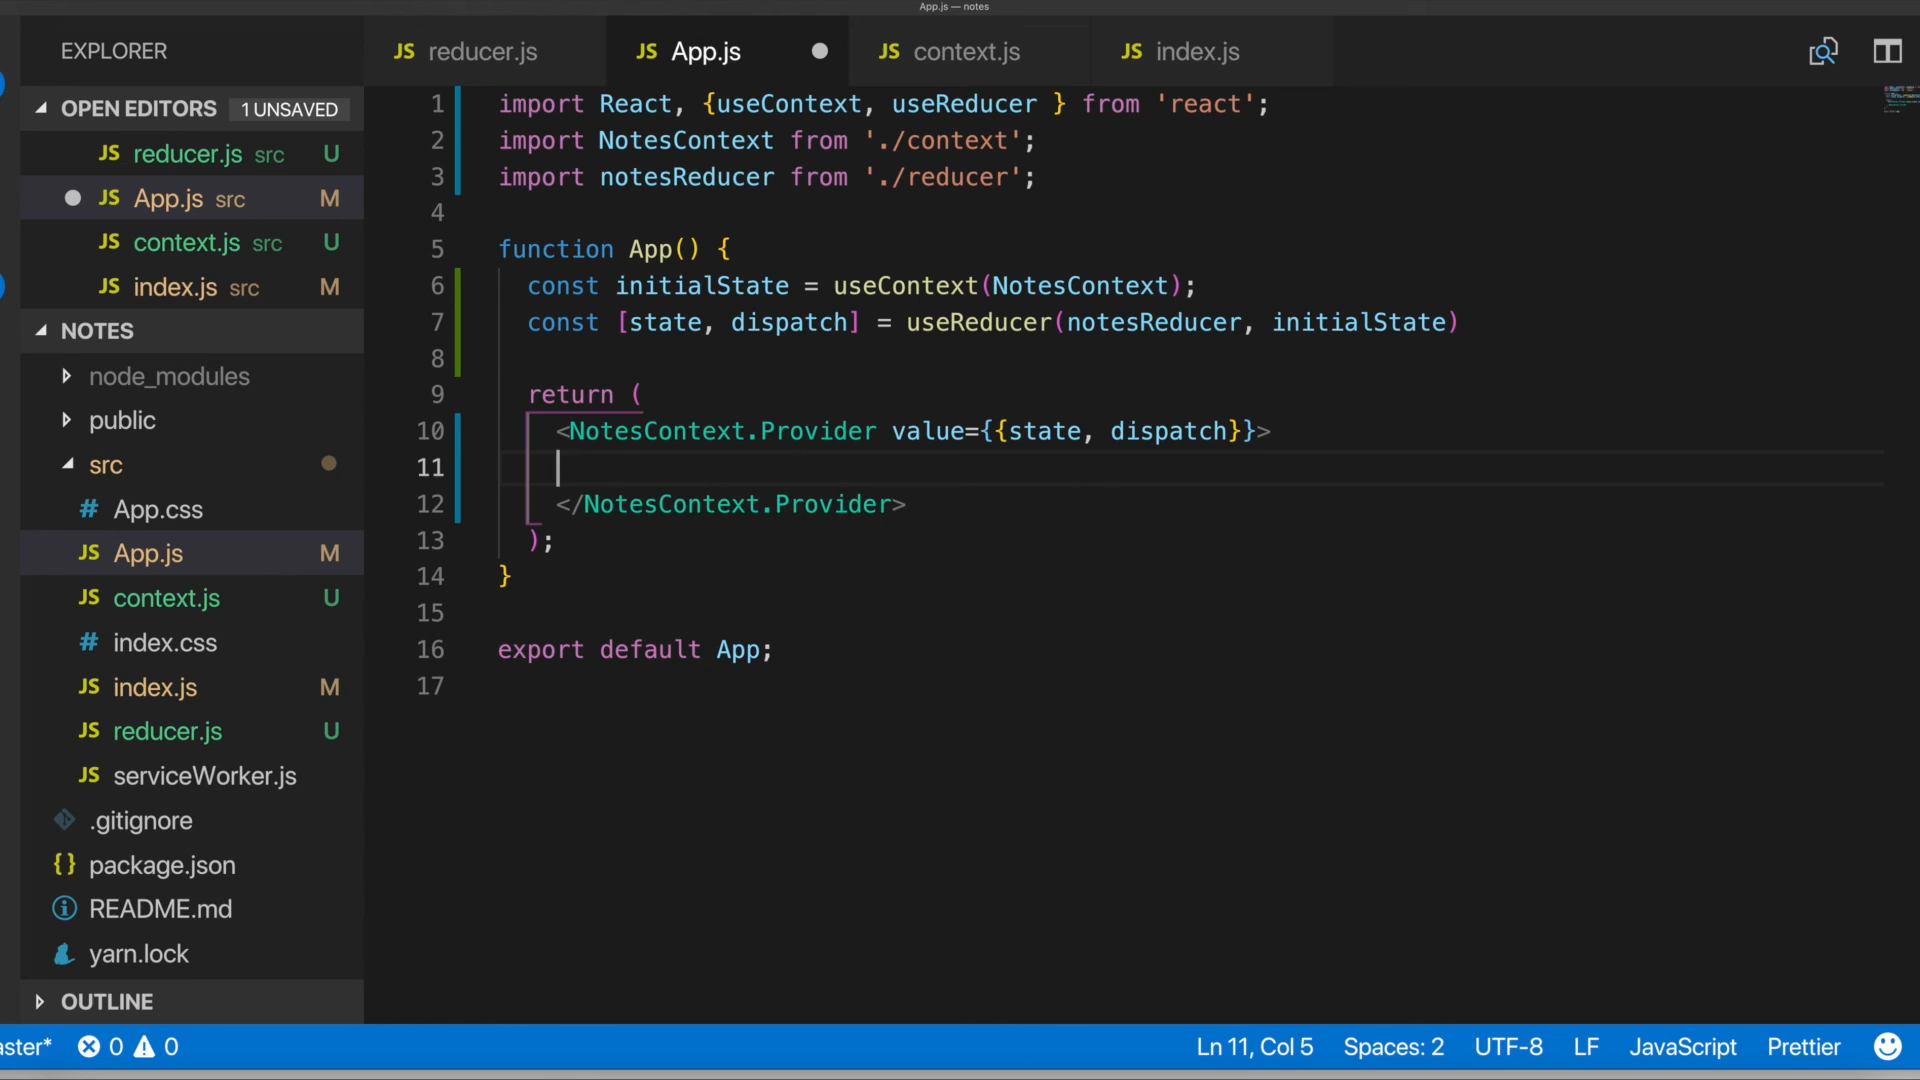 App.js — notes
EXPLORER
OPEN EDITORS 1 UNSAVED
JS reducer.js src U
JS App.js src M
JS context.js src U
JS index.js src M
NOTES
node_modules
public
src
# App.css
JS App.js M
JS context.js U
# index.css
JS index.js M
JS reducer.js U
JS serviceWorker.js
.gitignore
{} package.json
README.md
yarn.lock
OUTLINE
JS reducer.js JS App.js JS context.js JS index.js
1 import React, {useContext, useReducer } from 'react';
2 import NotesContext from './context';
3 import notesReducer from './reducer';
4
5 function App() {
6 const initialState = useContext(NotesContext);
7 const [state, dispatch] = useReducer(notesReducer, initialState)
8
9 return (
10 <NotesContext.Provider value={{state, dispatch}}>
11
12 </NotesContext.Provider>
13 );
14 }
15
16 export default App;
17
aster* 0 0 Ln 11, Col 5 Spaces: 2 UTF-8 LF JavaScript Prettier